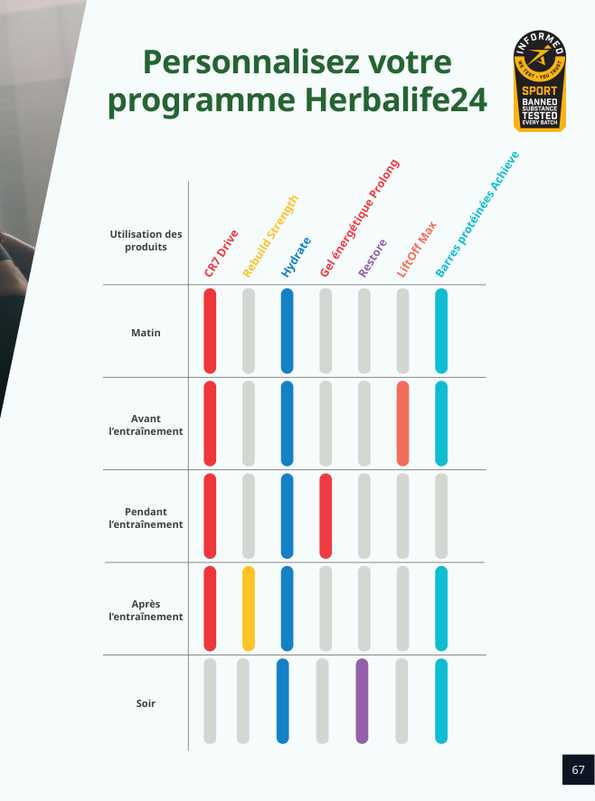 Personnalisez votre
programme Herbalife24
INFORMED
WE TEST • YOU TRUST
SPORT
BANNED
SUBSTANCE
TESTED
EVERY BATCH
Utilisation des
produits
CR7 Drive
Rebuild Strength
Hydrate
Gel énergétique Prolong
Restore
LiftOff Max
Barres protéinées Achieve
Matin
Avant
l’entraînement
Pendant
l’entraînement
Après
l’entraînement
Soir
67